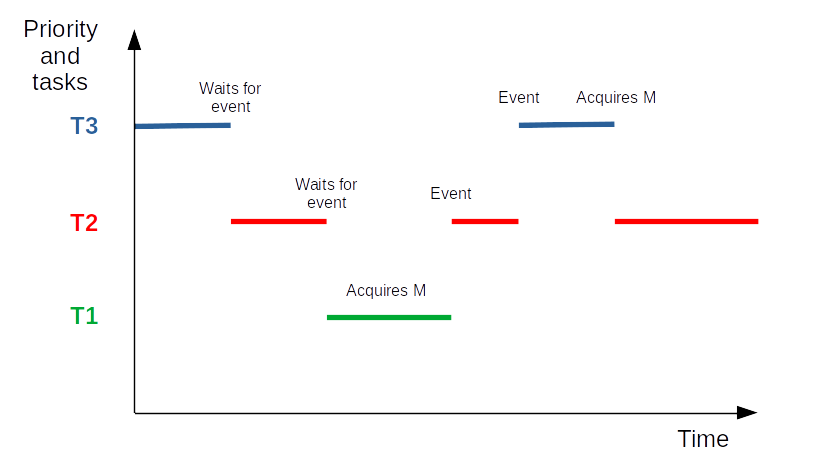 Priority
and
tasks
Waits for
event
Event
Acquires M
T3
Waits for
event
Event
T2
Acquires M
T1
Time